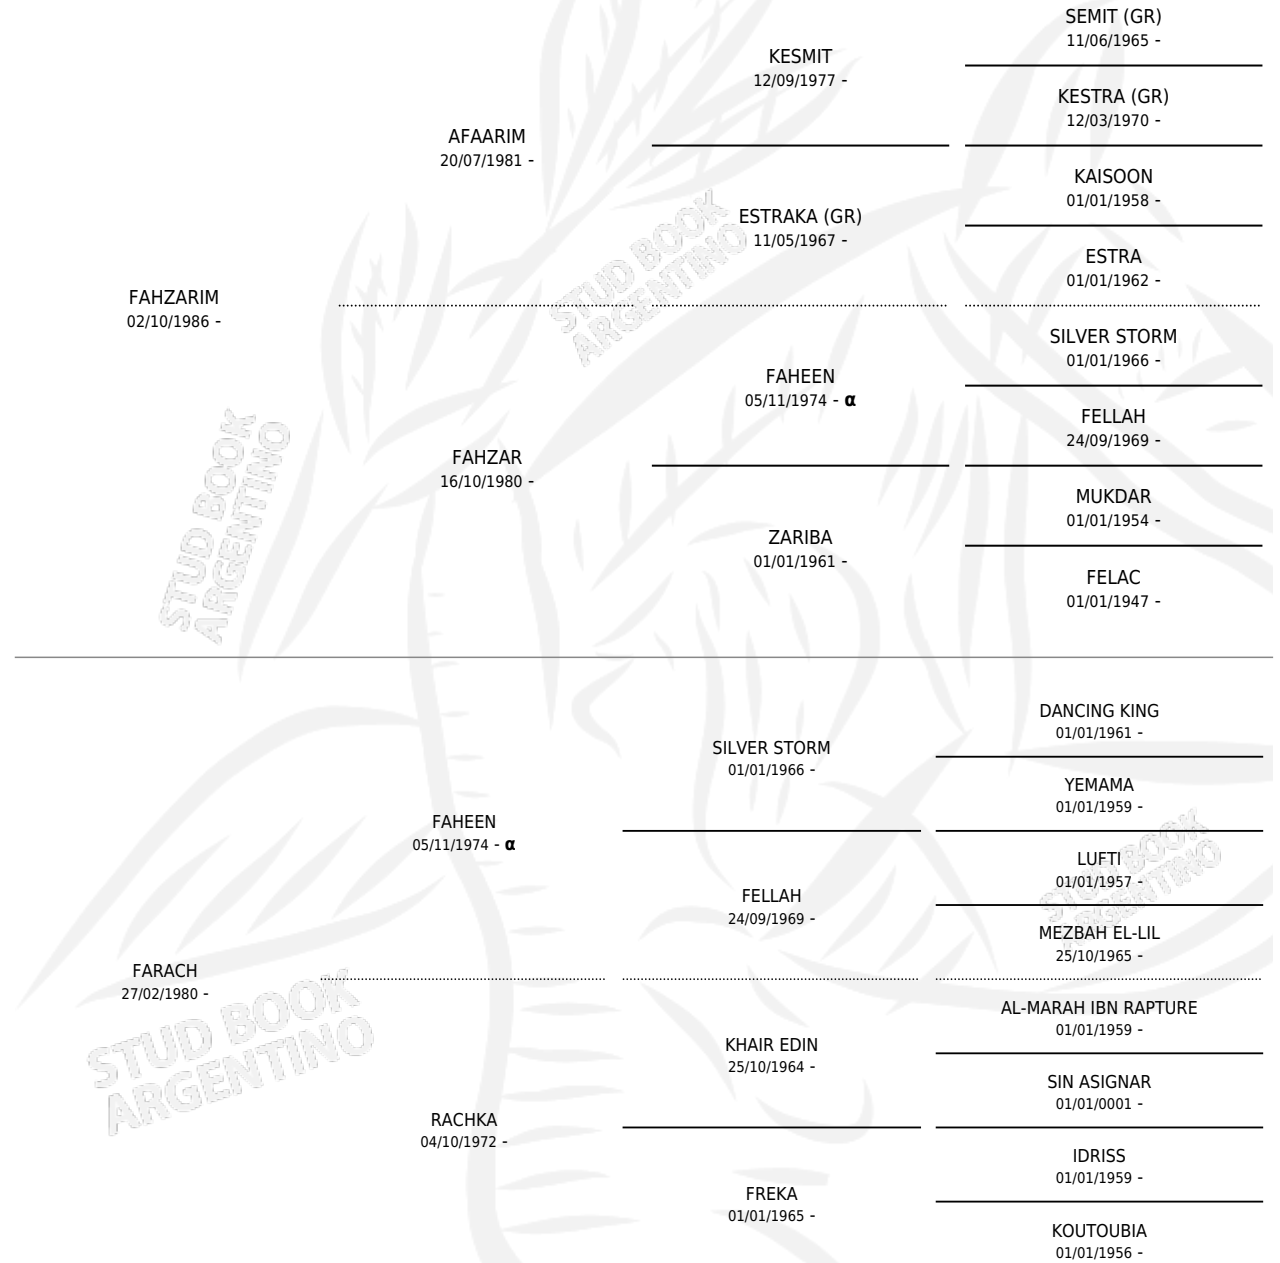 SEMIT (GR)
11/06/1965 -
KESMIT
12/09/1977 -
KESTRA (GR)
12/03/1970 -
AFAARIM
20/07/1981 -
KAISOON
01/01/1958 -
ESTRAKA (GR)
11/05/1967 -
ESTRA
01/01/1962 -
FAHZARIM
02/10/1986 -
SILVER STORM
01/01/1966 -
FAHEEN
05/11/1974 - α
FELLAH
24/09/1969 -
FAHZAR
16/10/1980 -
MUKDAR
01/01/1954 -
ZARIBA
01/01/1961 -
FELAC
01/01/1947 -
STUD BOOK
ARGENTINO
STUD BOOK
ARGENTINO
DANCING KING
01/01/1961 -
SILVER STORM
01/01/1966 -
YEMAMA
01/01/1959 -
FAHEEN
05/11/1974 - α
LUFTI
01/01/1957 -
FELLAH
24/09/1969 -
MEZBAH EL-LIL
25/10/1965 -
FARACH
27/02/1980 -
AL-MARAH IBN RAPTURE
01/01/1959 -
KHAIR EDIN
25/10/1964 -
SIN ASIGNAR
01/01/0001 -
RACHKA
04/10/1972 -
IDRISS
01/01/1959 -
FREKA
01/01/1965 -
KOUTOUBIA
01/01/1956 -
STUD BOOK
ARGENTINO
STUD BOOK
ARGENTINO